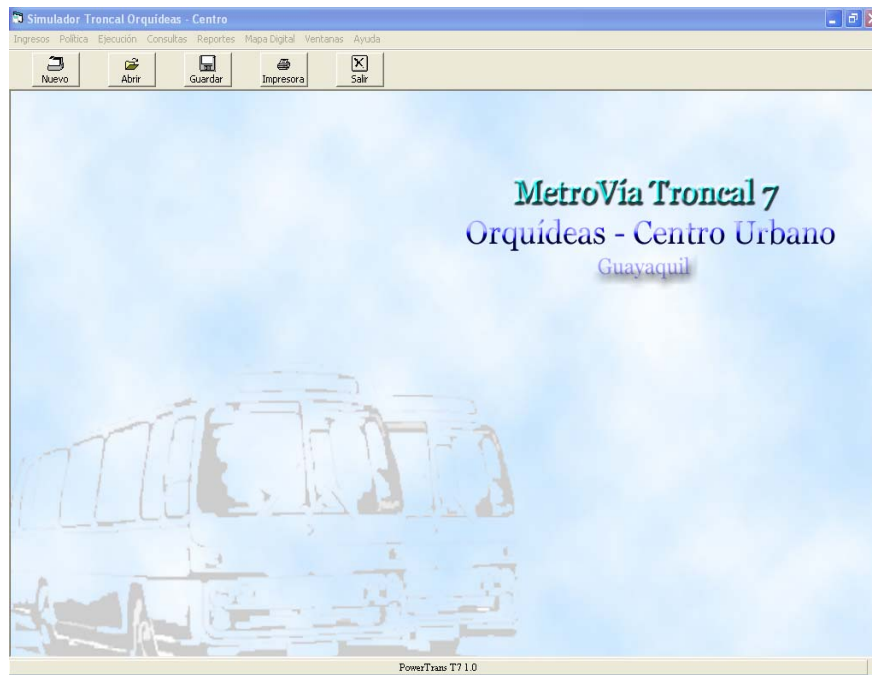 Simulador Troncal Orquídeas - Centro
Ingresos Política Ejecución Consultas Reportes Mapa Digital Ventanas Ayuda
Nuevo Abrir Guardar Impresora Salir
MetroVía Troncal 7
Orquídeas - Centro Urbano
Guayaquil
PowerTrans T7 1.0